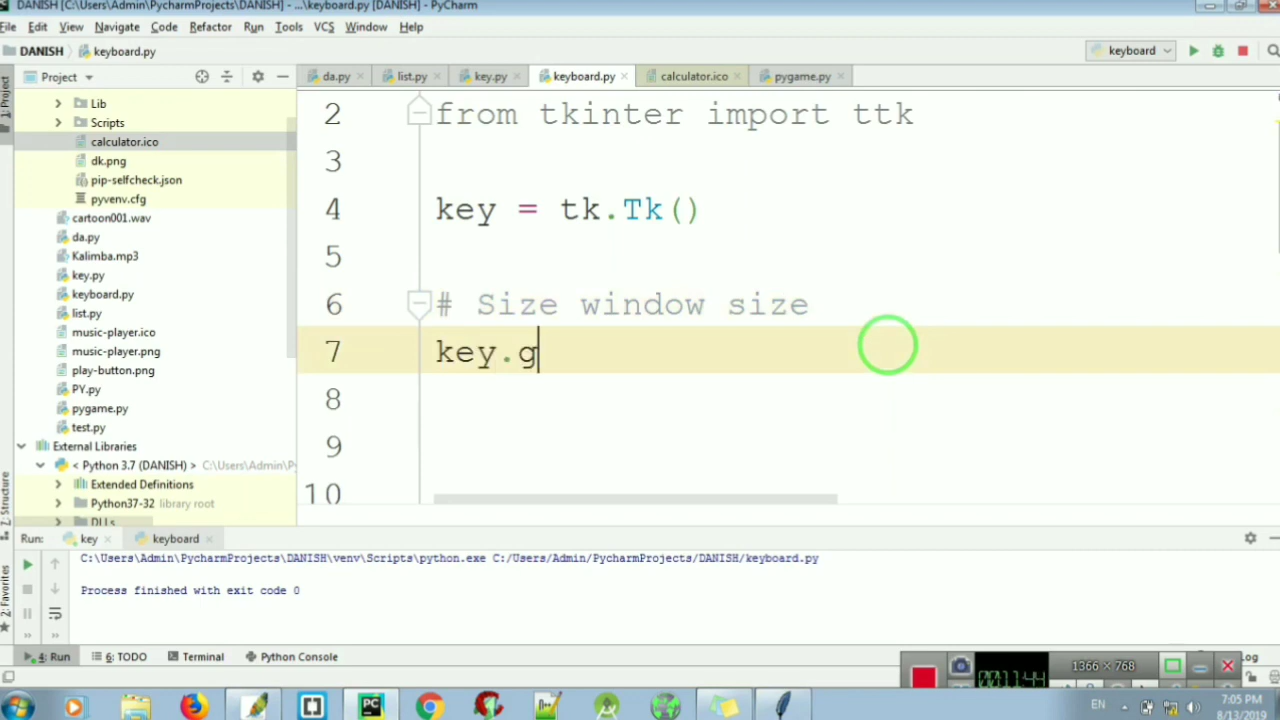 DANISH [C:\Users\Admin\PycharmProjects\DANISH] - ...\keyboard.py [DANISH] - PyCharm
File Edit View Navigate Code Refactor Run Tools VCS Window Help
DANISH keyboard.py keyboard
1: Project Project da.py list.py key.py keyboard.py calculator.ico pygame.py
Lib
Scripts
calculator.ico
dk.png
pip-selfcheck.json
pyvenv.cfg
cartoon001.wav
da.py
Kalimba.mp3
key.py
keyboard.py
list.py
music-player.ico
music-player.png
play-button.png
PY.py
pygame.py
test.py
External Libraries
< Python 3.7 (DANISH) > C:\Users\Admin\P
Extended Definitions
Python37-32 library root
DLLs
2 from tkinter import ttk
3
4 key = tk.Tk()
5
6 # Size window size
7 key.g
8
9
10
Z: Structure
2: Favorites
Run: key keyboard
C:\Users\Admin\PycharmProjects\DANISH\venv\Scripts\python.exe C:/Users/Admin/PycharmProjects/DANISH/keyboard.py
Process finished with exit code 0
4: Run 6: TODO Terminal Python Console
1366 × 768
EN 7:05 PM
8/13/2019